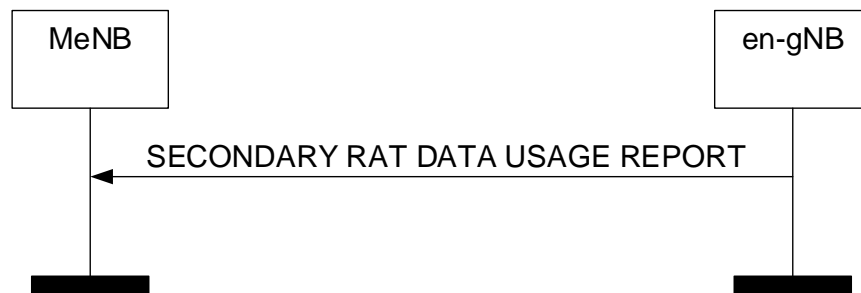 MeNB
en-gNB
SECONDARY RAT DATA USAGE REPORT